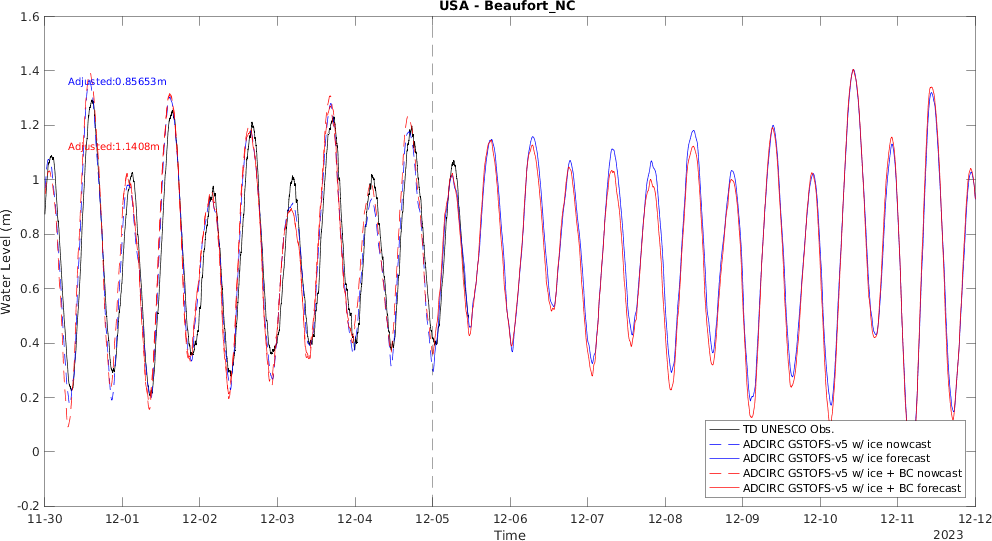 USA - Beaufort_NC
1.6
1.4
1.2
1
0.8
0.6
0.4
0.2
0
-0.2
Water Level (m)
Adjusted:0.85653m
Adjusted:1.1408m
TD UNESCO Obs.
ADCIRC GSTOFS-v5 w/ ice nowcast
ADCIRC GSTOFS-v5 w/ ice forecast
ADCIRC GSTOFS-v5 w/ ice + BC nowcast
ADCIRC GSTOFS-v5 w/ ice + BC forecast
11-30 12-01 12-02 12-03 12-04 12-05 12-06 12-07 12-08 12-09 12-10 12-11 12-12
Time
2023